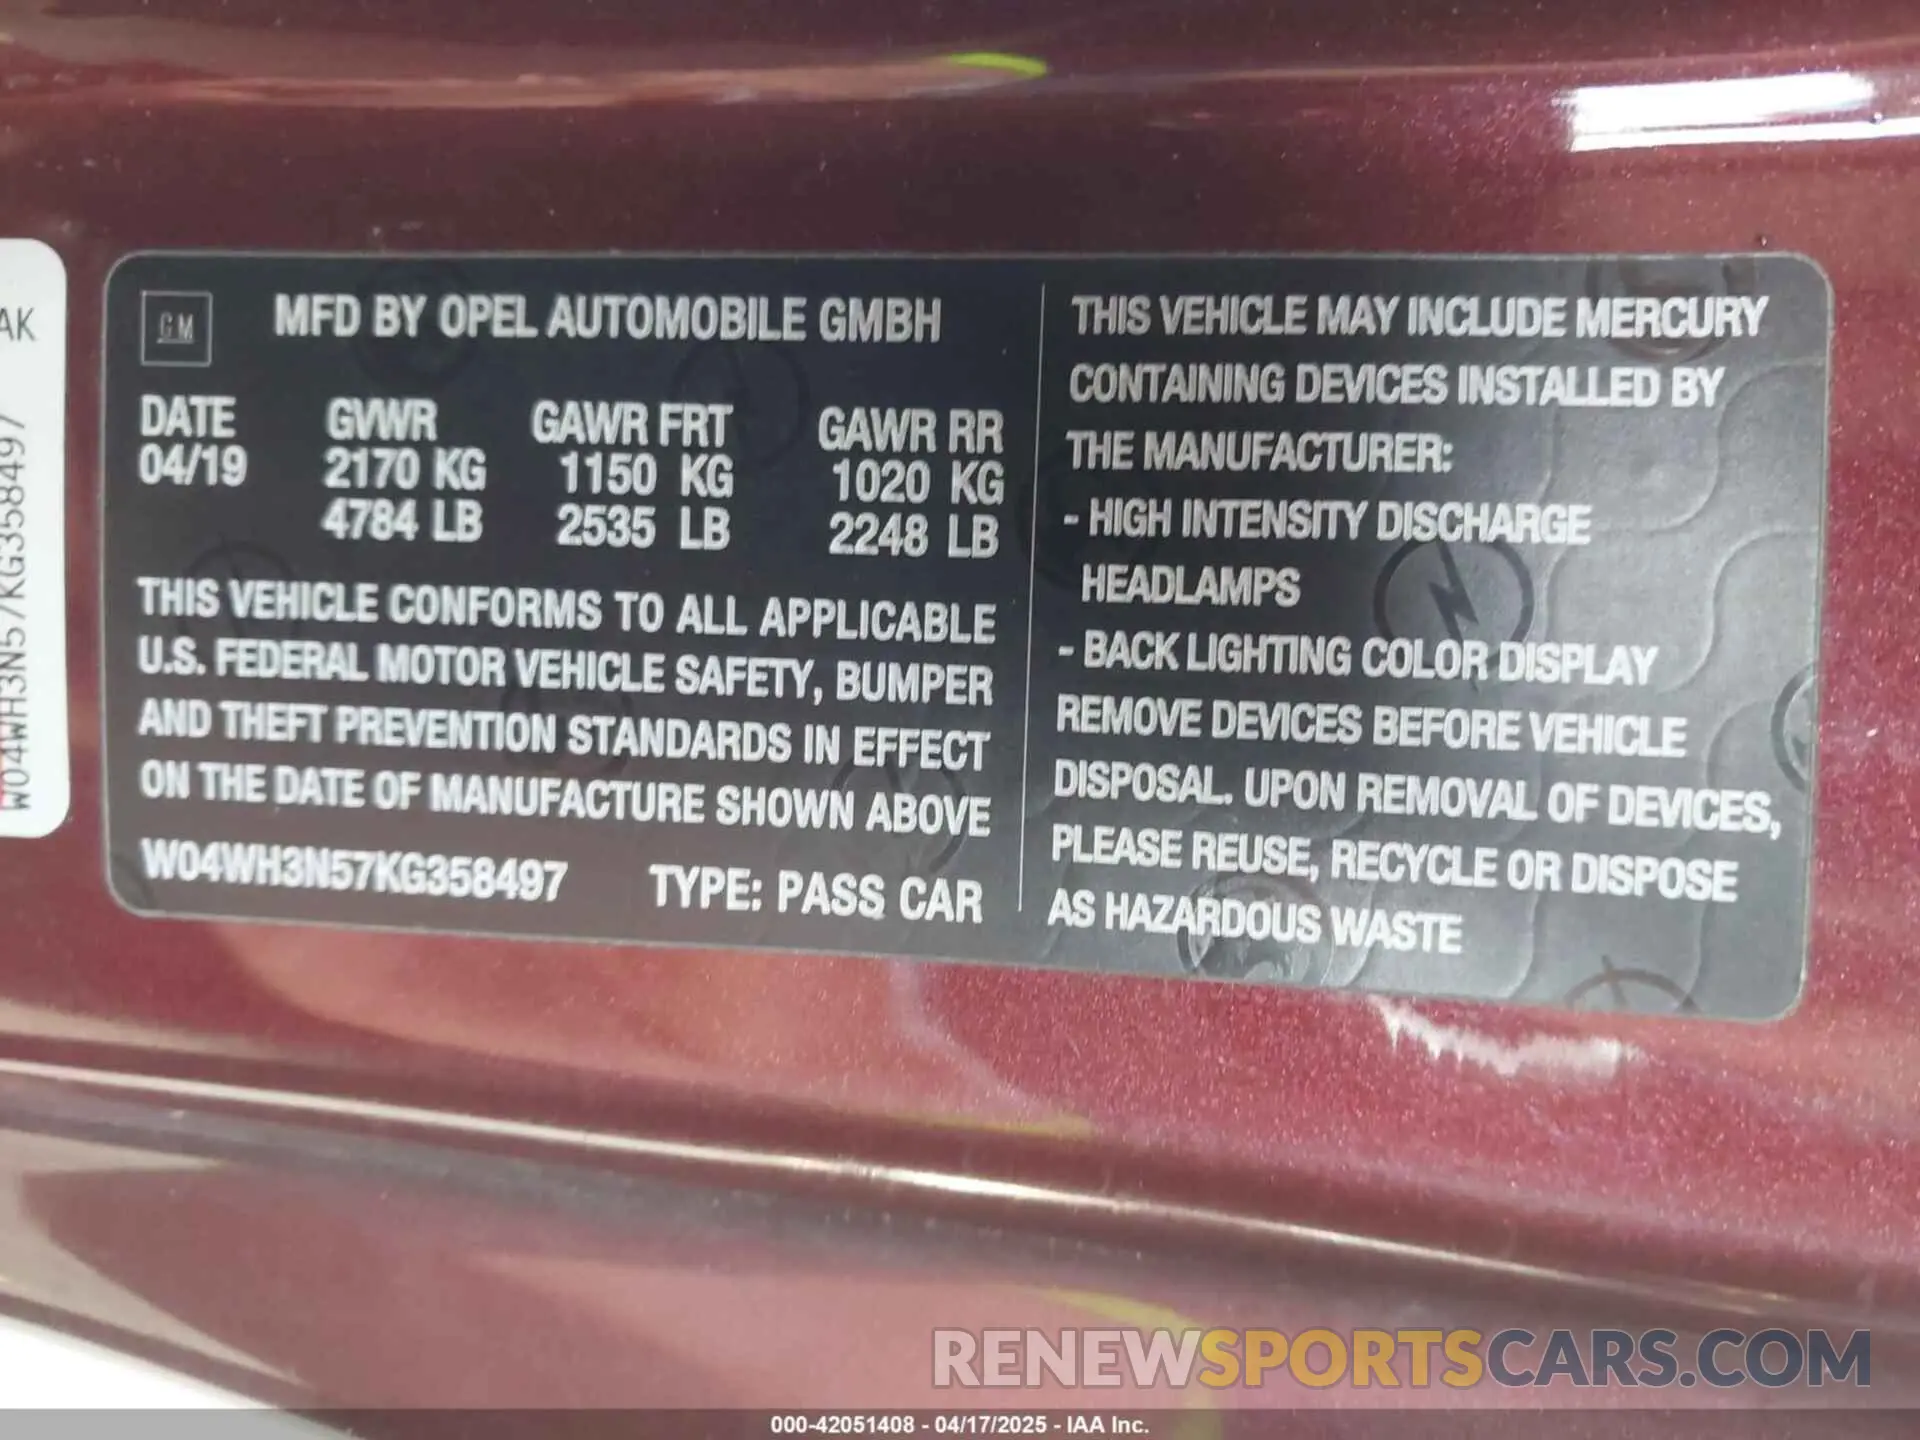 AK
W04WH3N57KG358497
GM
MFD BY OPEL AUTOMOBILE GMBH
DATE GVWR GAWR FRT GAWR RR
04/19 2170 KG 1150 KG 1020 KG
4784 LB 2535 LB 2248 LB
THIS VEHICLE CONFORMS TO ALL APPLICABLE
U.S. FEDERAL MOTOR VEHICLE SAFETY, BUMPER
AND THEFT PREVENTION STANDARDS IN EFFECT
ON THE DATE OF MANUFACTURE SHOWN ABOVE
W04WH3N57KG358497 TYPE: PASS CAR
THIS VEHICLE MAY INCLUDE MERCURY
CONTAINING DEVICES INSTALLED BY
THE MANUFACTURER:
- HIGH INTENSITY DISCHARGE
HEADLAMPS
- BACK LIGHTING COLOR DISPLAY
REMOVE DEVICES BEFORE VEHICLE
DISPOSAL. UPON REMOVAL OF DEVICES,
PLEASE REUSE, RECYCLE OR DISPOSE
AS HAZARDOUS WASTE
RENEWSPORTSCARS.COM
000-42051408 - 04/17/2025 - IAA Inc.